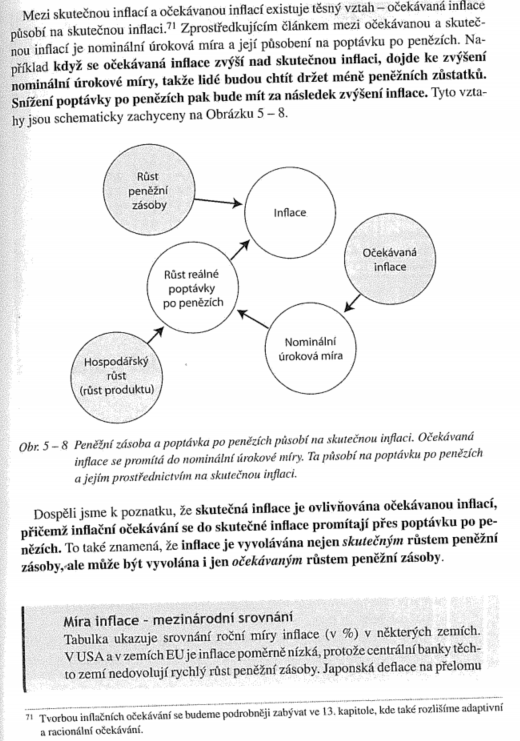 Mezi skutečnou inflací a očekávanou inflací existuje těsný vztah – očekávaná inflace
působí na skutečnou inflaci.71 Zprostředkujícím článkem mezi očekávanou a skuteč-
nou inflací je nominální úroková míra a její působení na poptávku po penězích. Na-
příklad když se očekávaná inflace zvýší nad skutečnou inflaci, dojde ke zvýšení
nominální úrokové míry, takže lidé budou chtít držet méně peněžních zůstatků.
Snížení poptávky po penězích pak bude mít za následek zvýšení inflace. Tyto vzta-
hy jsou schematicky zachyceny na Obrázku 5 – 8.
Růst
peněžní
zásoby
Inflace
Očekávaná
inflace
Růst reálné
poptávky
po penězích
Nominální
úroková míra
Hospodářský
růst
(růst produktu)
Obr. 5 – 8 Peněžní zásoba a poptávka po penězích působí na skutečnou inflaci. Očekávaná
inflace se promítá do nominální úrokové míry. Ta působí na poptávku po penězích
a jejím prostřednictvím na skutečnou inflaci.
Dospěli jsme k poznatku, že skutečná inflace je ovlivňována očekávanou inflací,
přičemž inflační očekávání se do skutečné inflace promítají přes poptávku po pe-
nězích. To také znamená, že inflace je vyvolávána nejen skutečným růstem peněžní
zásoby, ale může být vyvolána i jen očekávaným růstem peněžní zásoby.
Míra inflace - mezinárodní srovnání
Tabulka ukazuje srovnání roční míry inflace (v %) v některých zemích.
V USA a v zemích EU je inflace poměrně nízká, protože centrální banky těch-
to zemí nedovolují rychlý růst peněžní zásoby. Japonská deflace na přelomu
71 Tvorbou inflačních očekávání se budeme podrobněji zabývat ve 13. kapitole, kde také rozlišíme adaptivní
a racionální očekávání.